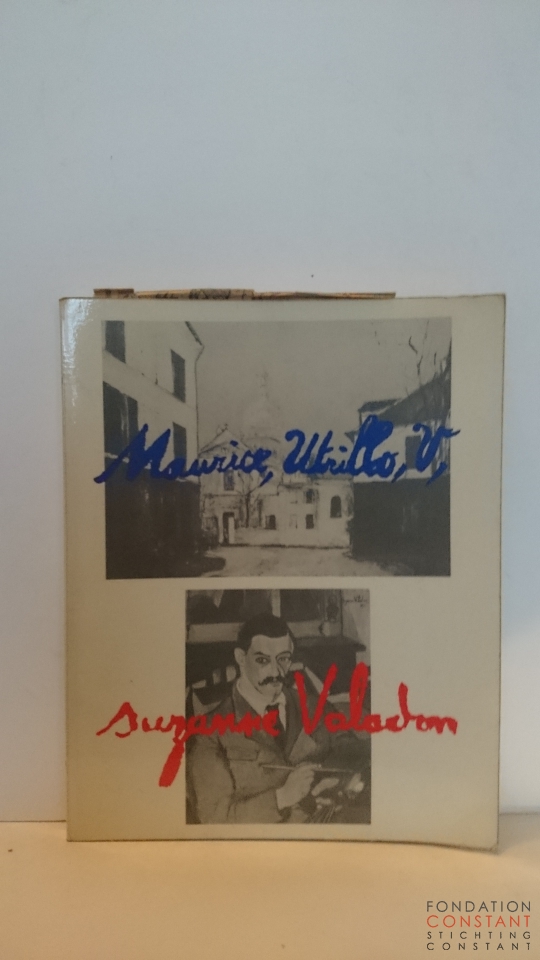 Maurice, Utrillo, V,
Suzanne Valadon
FONDATION
CONSTANT
STICHTING
CONSTANT